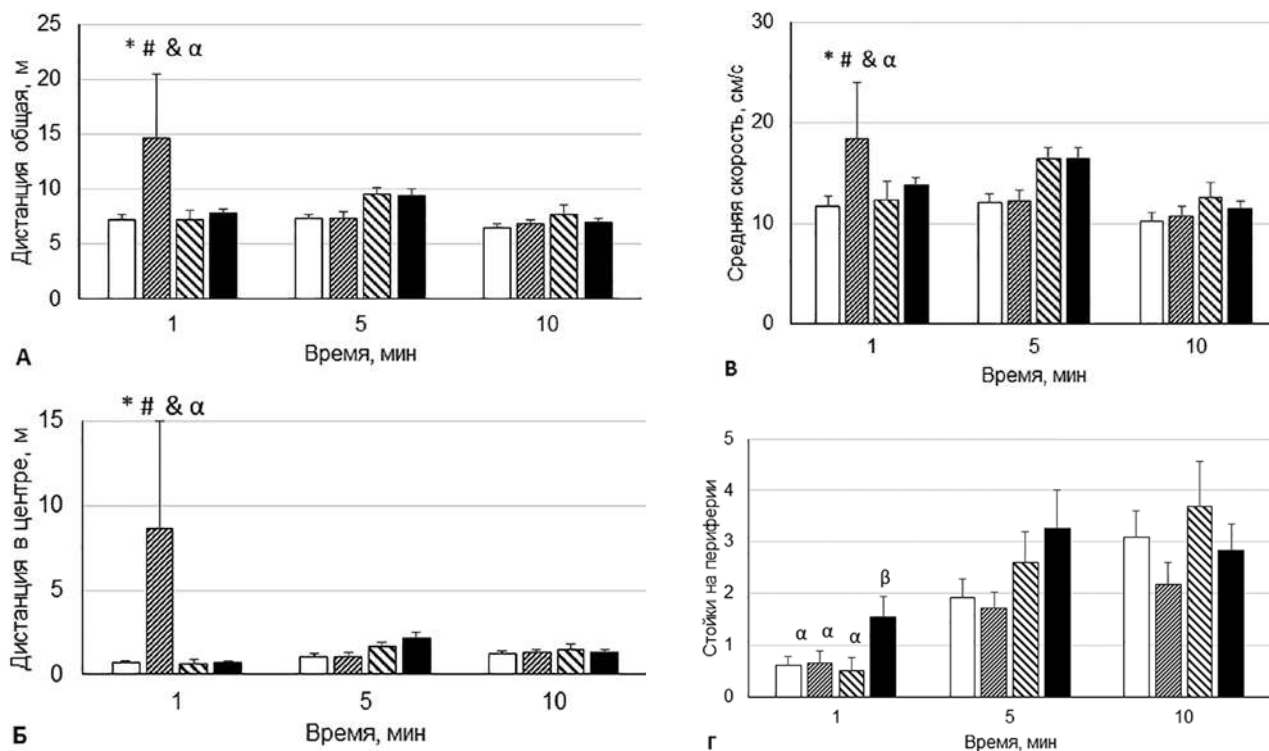 Дистанция общая, м
25
20
15
10
5
0
* # & α
1
5
10
Время, мин
А
Средняя скорость, см/с
30
20
10
0
* # & α
1
5
10
Время, мин
В
Дистанция в центре, м
15
10
5
0
* # & α
1
5
10
Время, мин
Б
Стойки на периферии
5
4
3
2
1
0
α α α β
1
5
10
Время, мин
Г